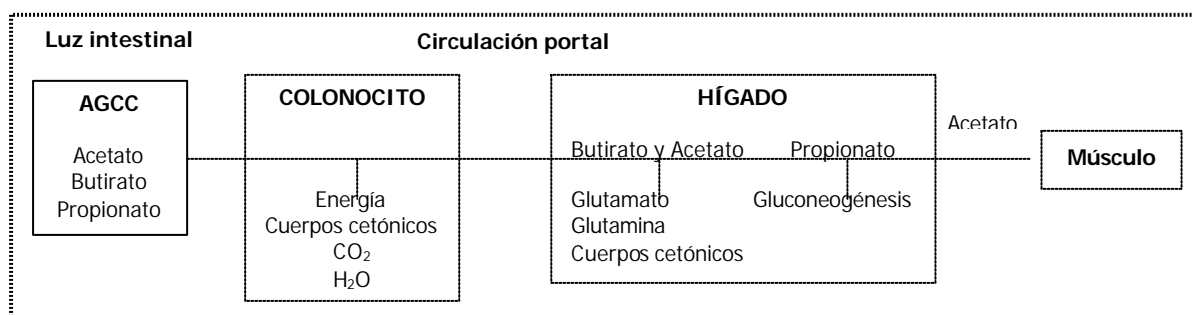 Luz intestinal
Circulación portal
AGCC
Acetato
Butirato
Propionato
COLONOCITO
Energía
Cuerpos cetónicos
CO₂
H₂O
HÍGADO
Butirato y Acetato
Propionato
Glutamato
Gluconeogénesis
Glutamina
Cuerpos cetónicos
Acetato
Músculo